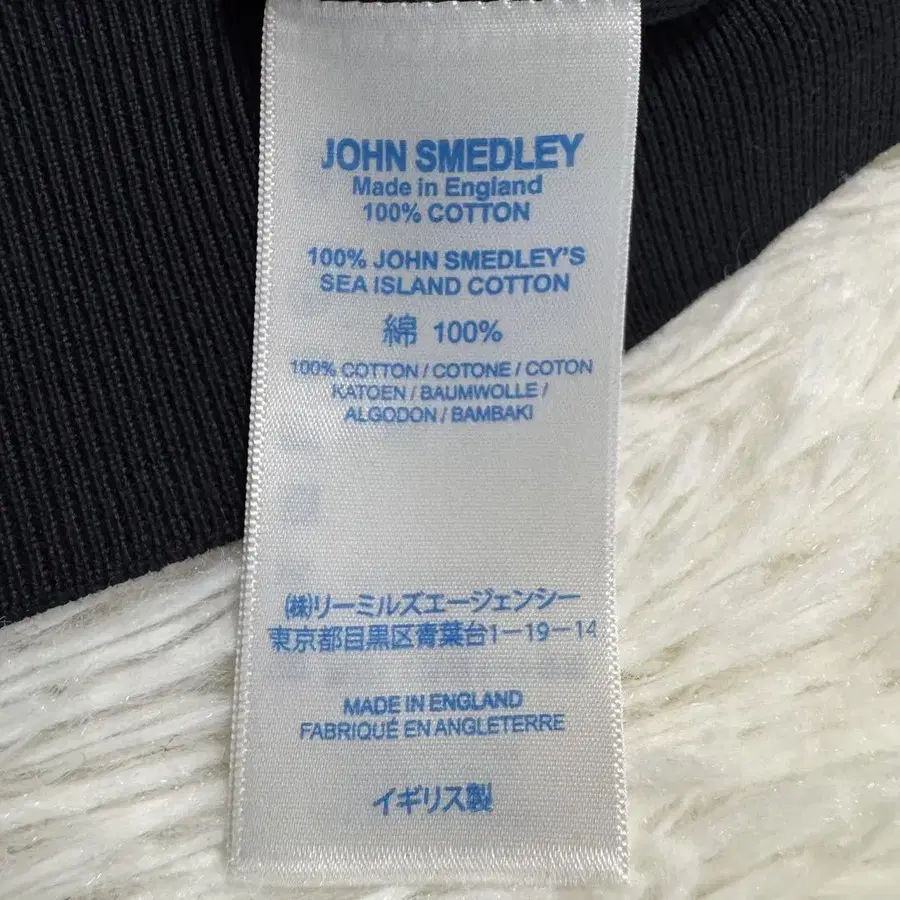 JOHN SMEDLEY
Made in England
100% COTTON
100% JOHN SMEDLEY'S
SEA ISLAND COTTON
綿 100%
100% COTTON / COTONE / COTON
KATOEN / BAUMWOLLE /
ALGODON / BAMBAKI
㈱リーミルズエージェンシー
東京都目黒区青葉台1-19-14
MADE IN ENGLAND
FABRIQUÉ EN ANGLETERRE
イギリス製